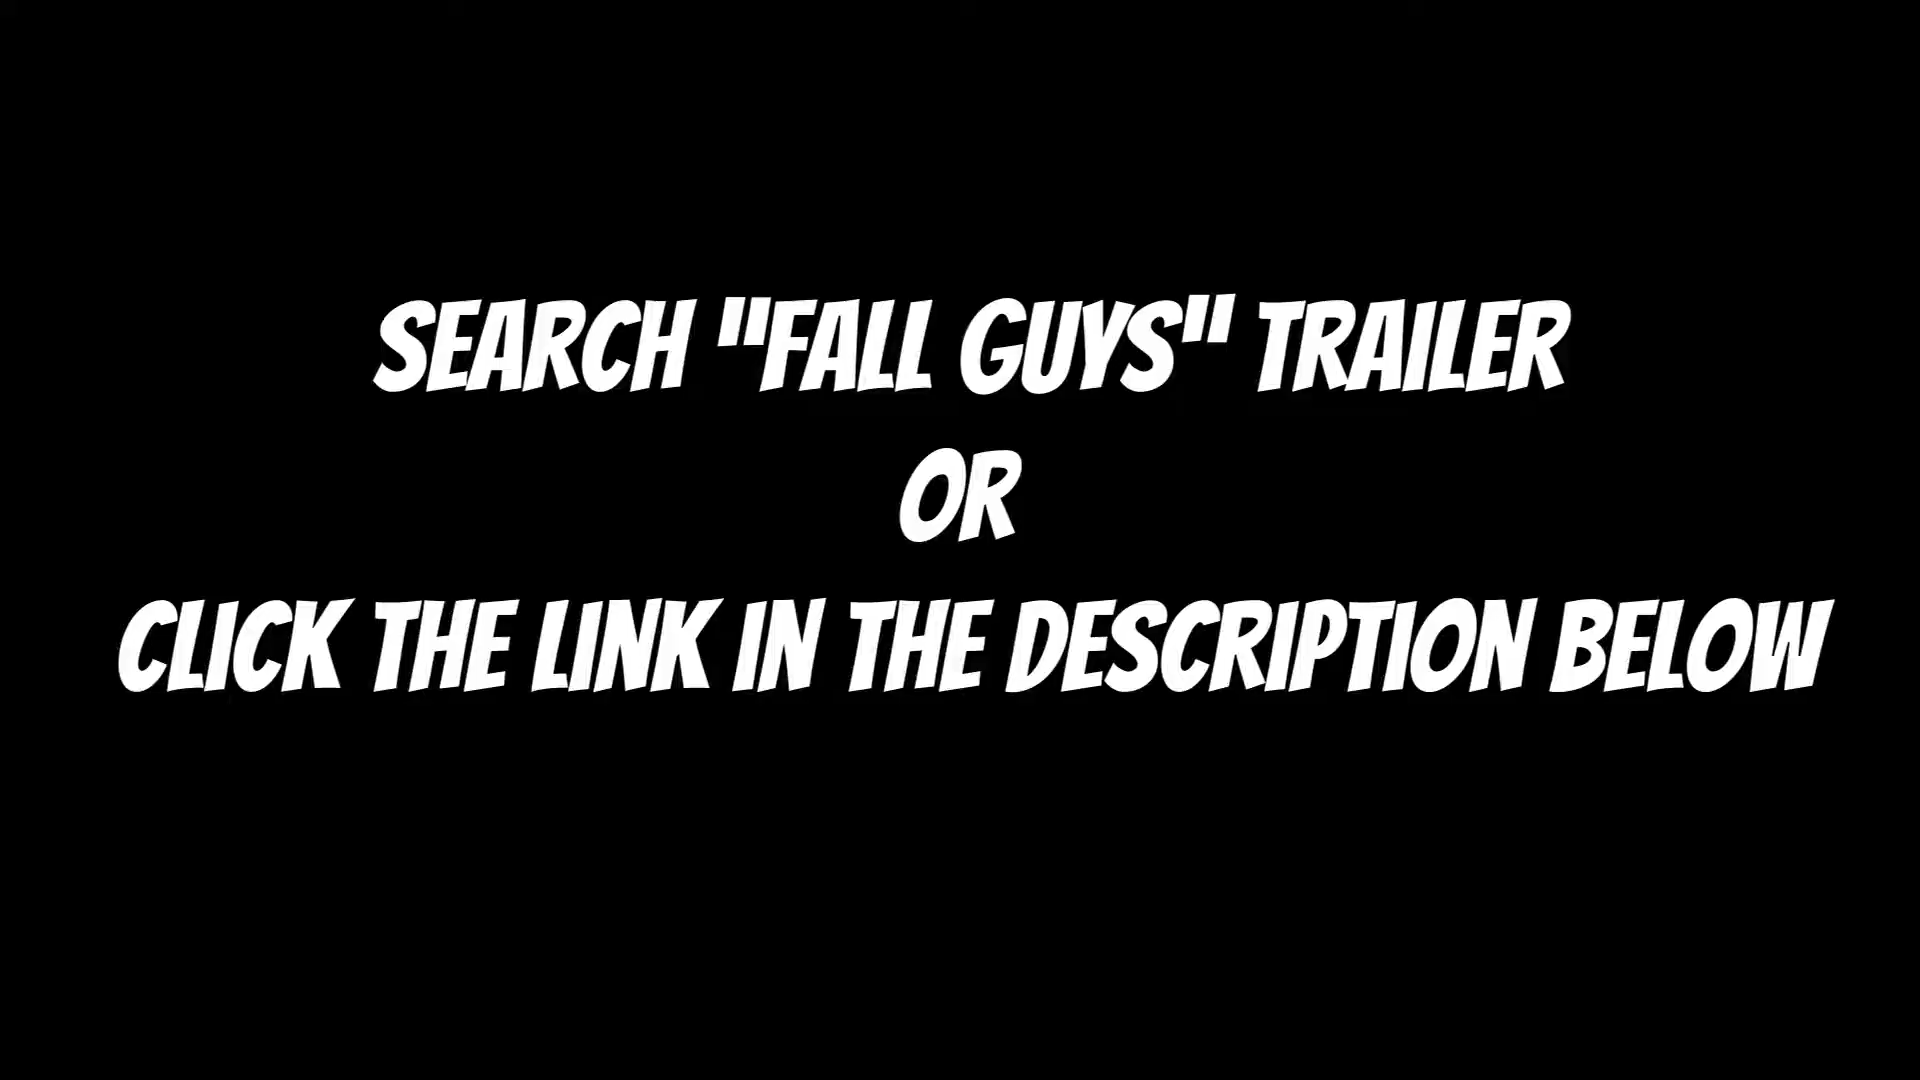 SEARCH "FALL GUYS" TRAILER
OR
CLICK THE LINK IN THE DESCRIPTION BELOW